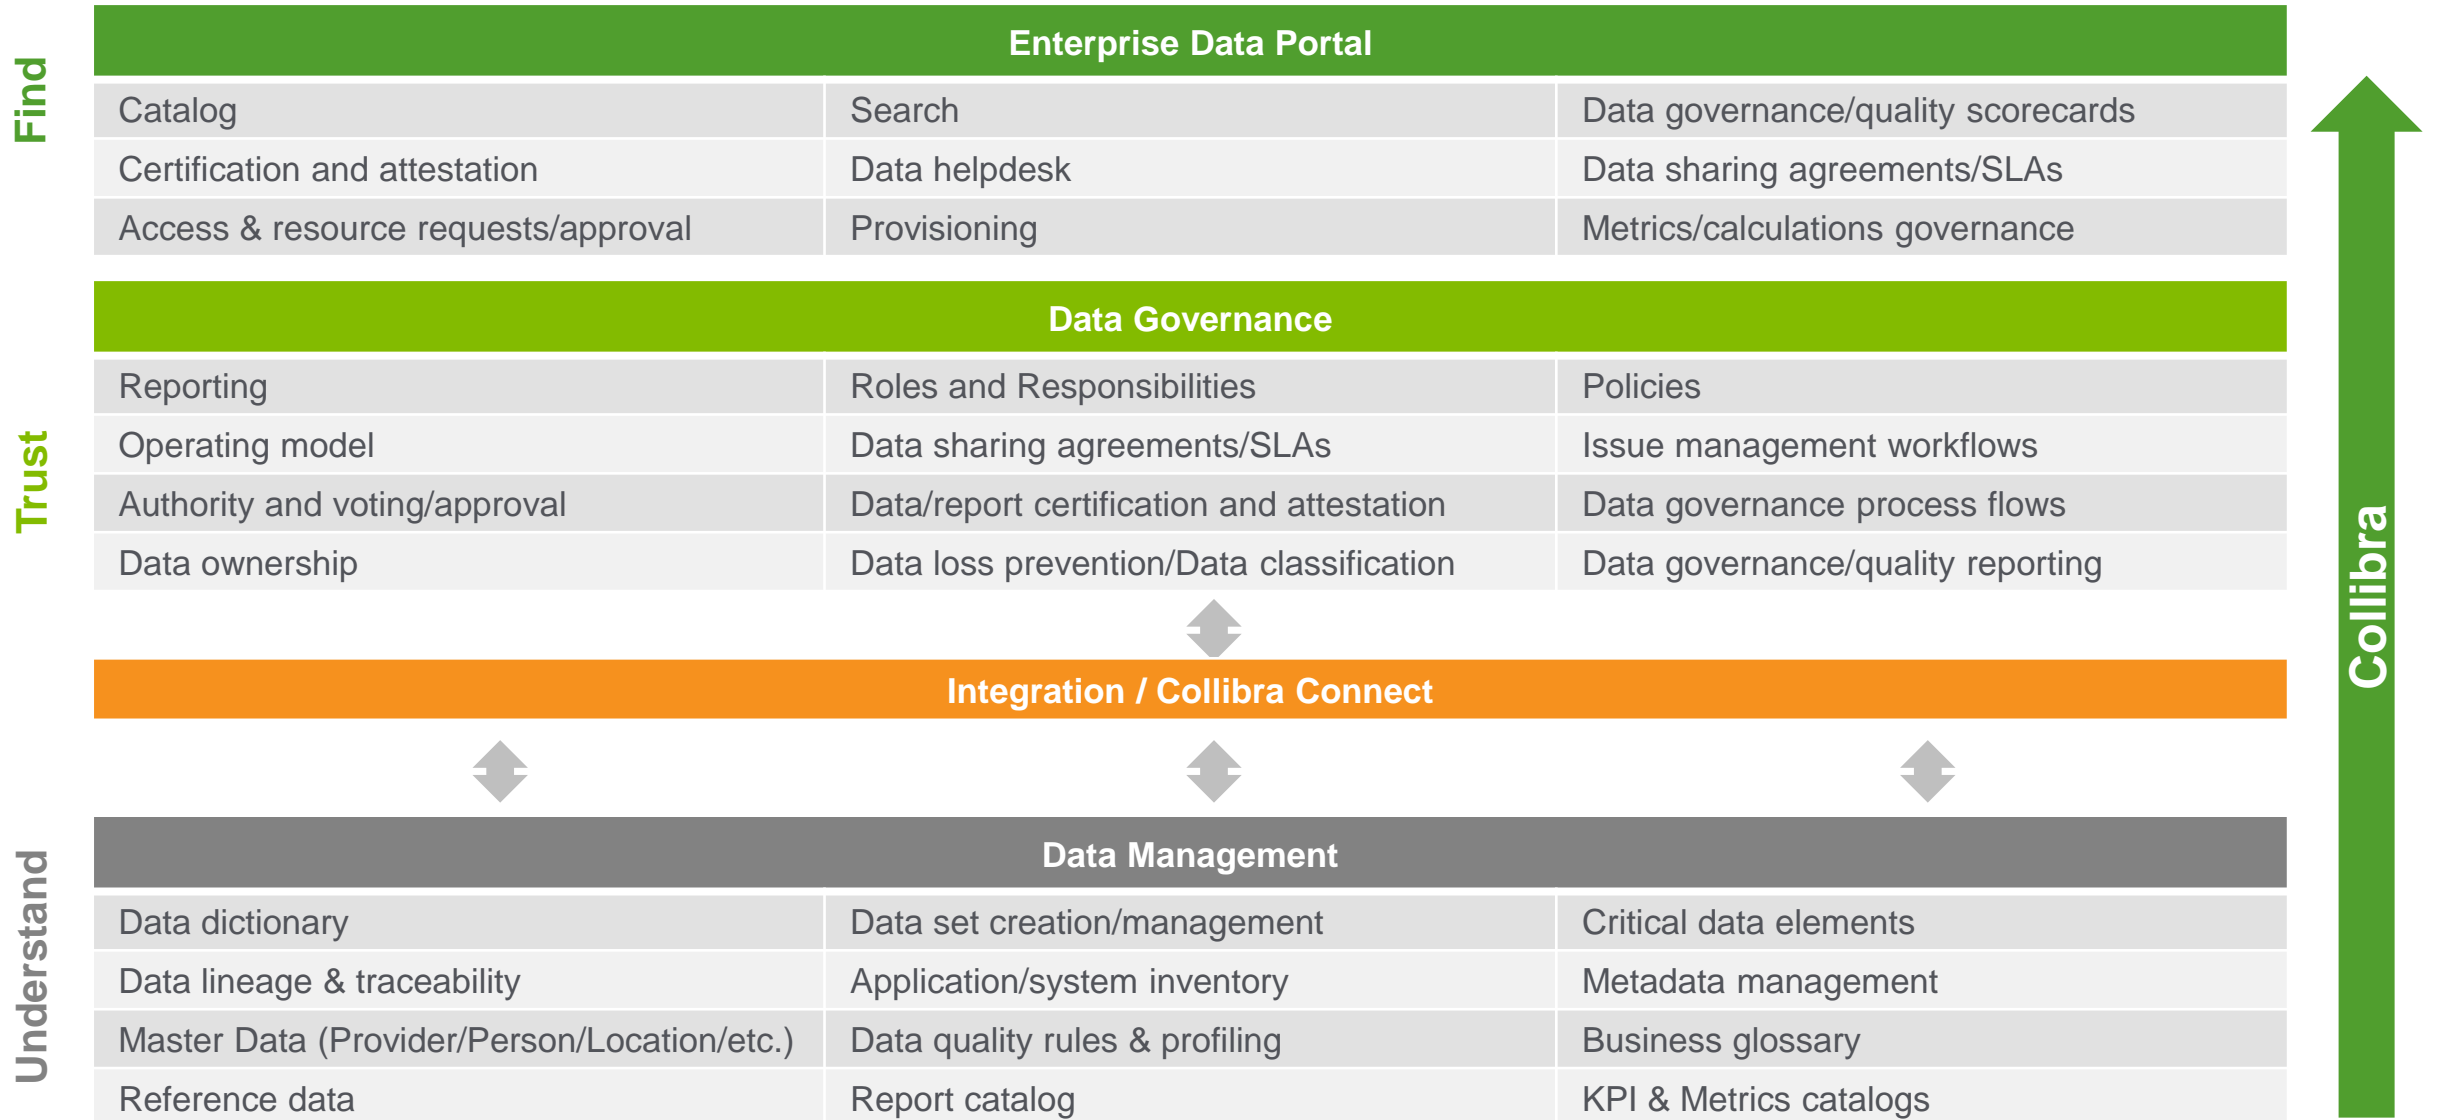 Find
Enterprise Data Portal
Catalog
Search
Data governance/quality scorecards
Certification and attestation
Data helpdesk
Data sharing agreements/SLAs
Access & resource requests/approval
Provisioning
Metrics/calculations governance
Trust
Data Governance
Reporting
Roles and Responsibilities
Policies
Operating model
Data sharing agreements/SLAs
Issue management workflows
Authority and voting/approval
Data/report certification and attestation
Data governance process flows
Data ownership
Data loss prevention/Data classification
Data governance/quality reporting
Integration / Collibra Connect
Understand
Data Management
Data dictionary
Data set creation/management
Critical data elements
Data lineage & traceability
Application/system inventory
Metadata management
Master Data (Provider/Person/Location/etc.)
Data quality rules & profiling
Business glossary
Reference data
Report catalog
KPI & Metrics catalogs
Collibra